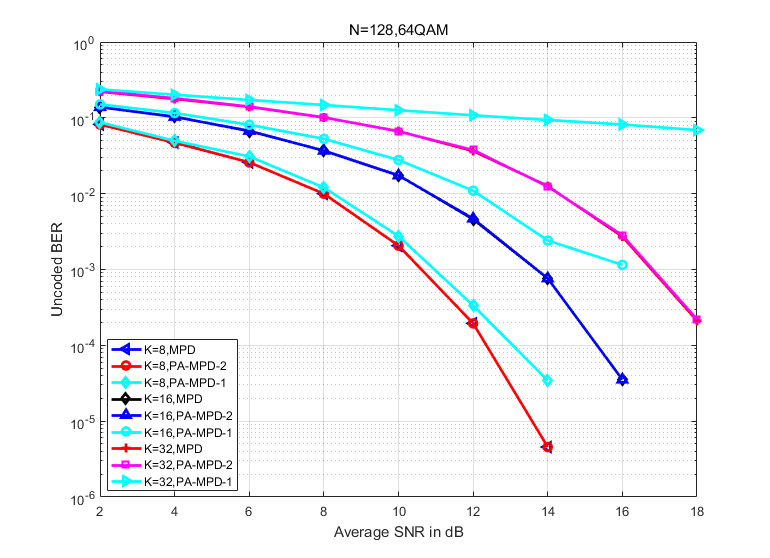 N=128,64QAM
10^0
10^-1
10^-2
10^-3
10^-4
10^-5
10^-6
Uncoded BER
K=8,MPD
K=8,PA-MPD-2
K=8,PA-MPD-1
K=16,MPD
K=16,PA-MPD-2
K=16,PA-MPD-1
K=32,MPD
K=32,PA-MPD-2
K=32,PA-MPD-1
2 4 6 8 10 12 14 16 18
Average SNR in dB